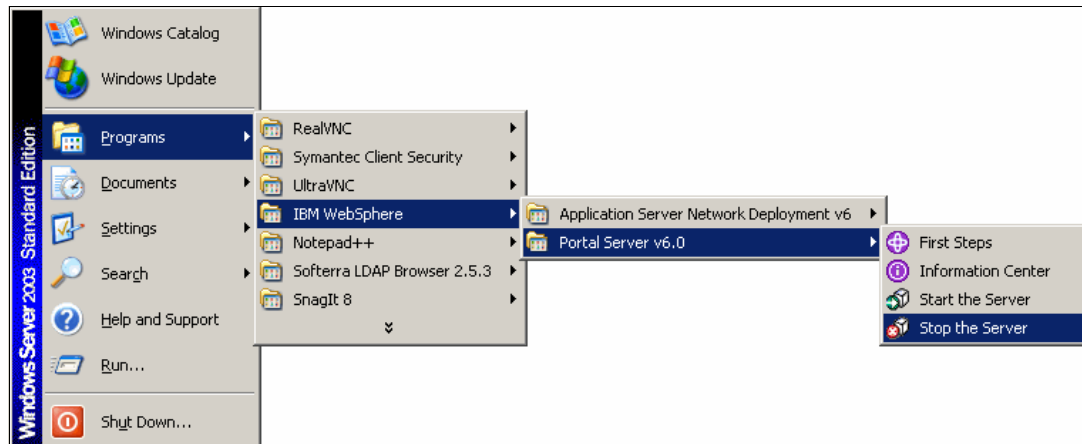 Windows Server 2003 Standard Edition
Windows Catalog
Windows Update
Programs
Documents
Settings
Search
Help and Support
Run...
Shut Down...
RealVNC
Symantec Client Security
UltraVNC
IBM WebSphere
Notepad++
Softerra LDAP Browser 2.5.3
SnagIt 8
Application Server Network Deployment v6
Portal Server v6.0
First Steps
Information Center
Start the Server
Stop the Server